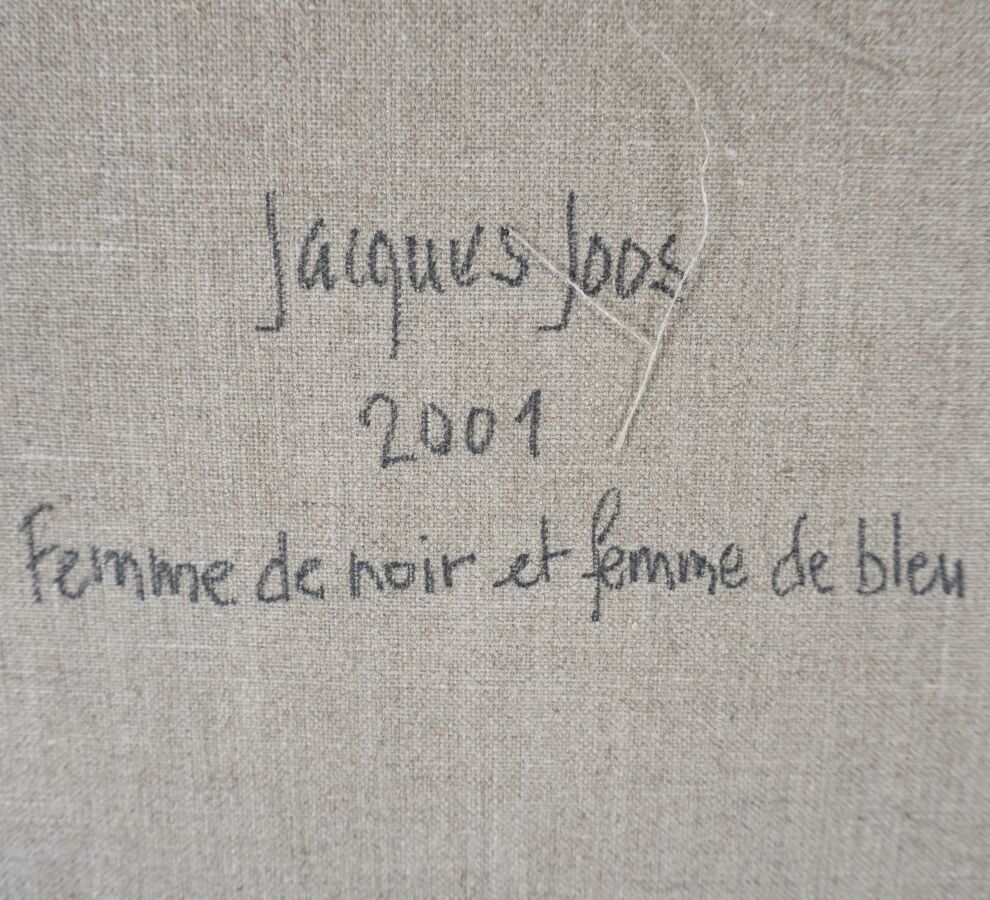 Jacques Joos
2001
Femme de noir et femme de bleu